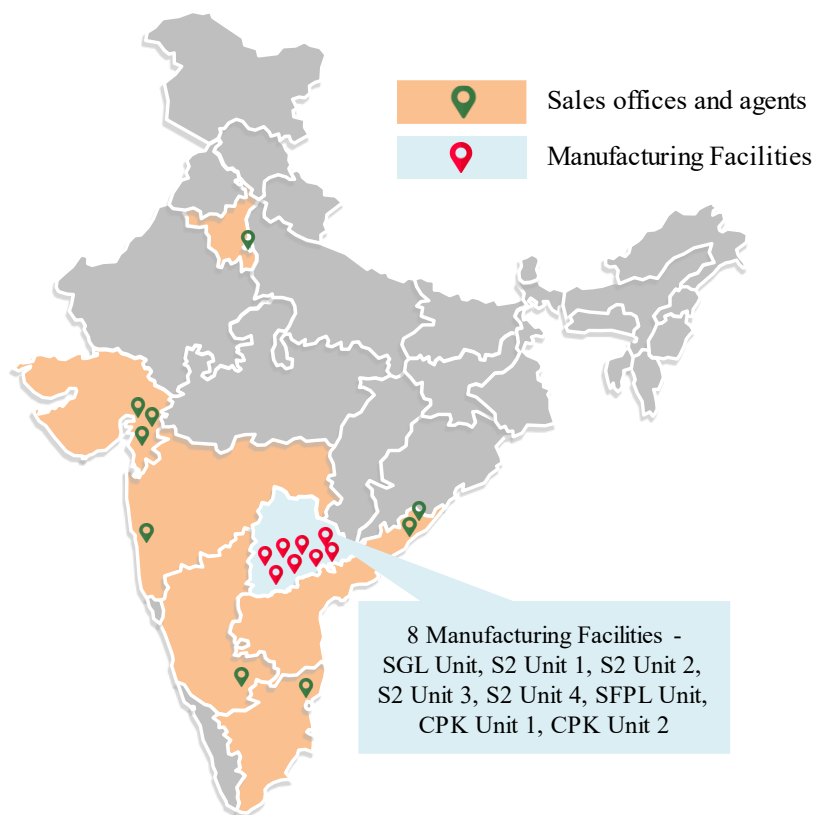 Sales offices and agents
Manufacturing Facilities
8 Manufacturing Facilities -
SGL Unit, S2 Unit 1, S2 Unit 2,
S2 Unit 3, S2 Unit 4, SFPL Unit,
CPK Unit 1, CPK Unit 2